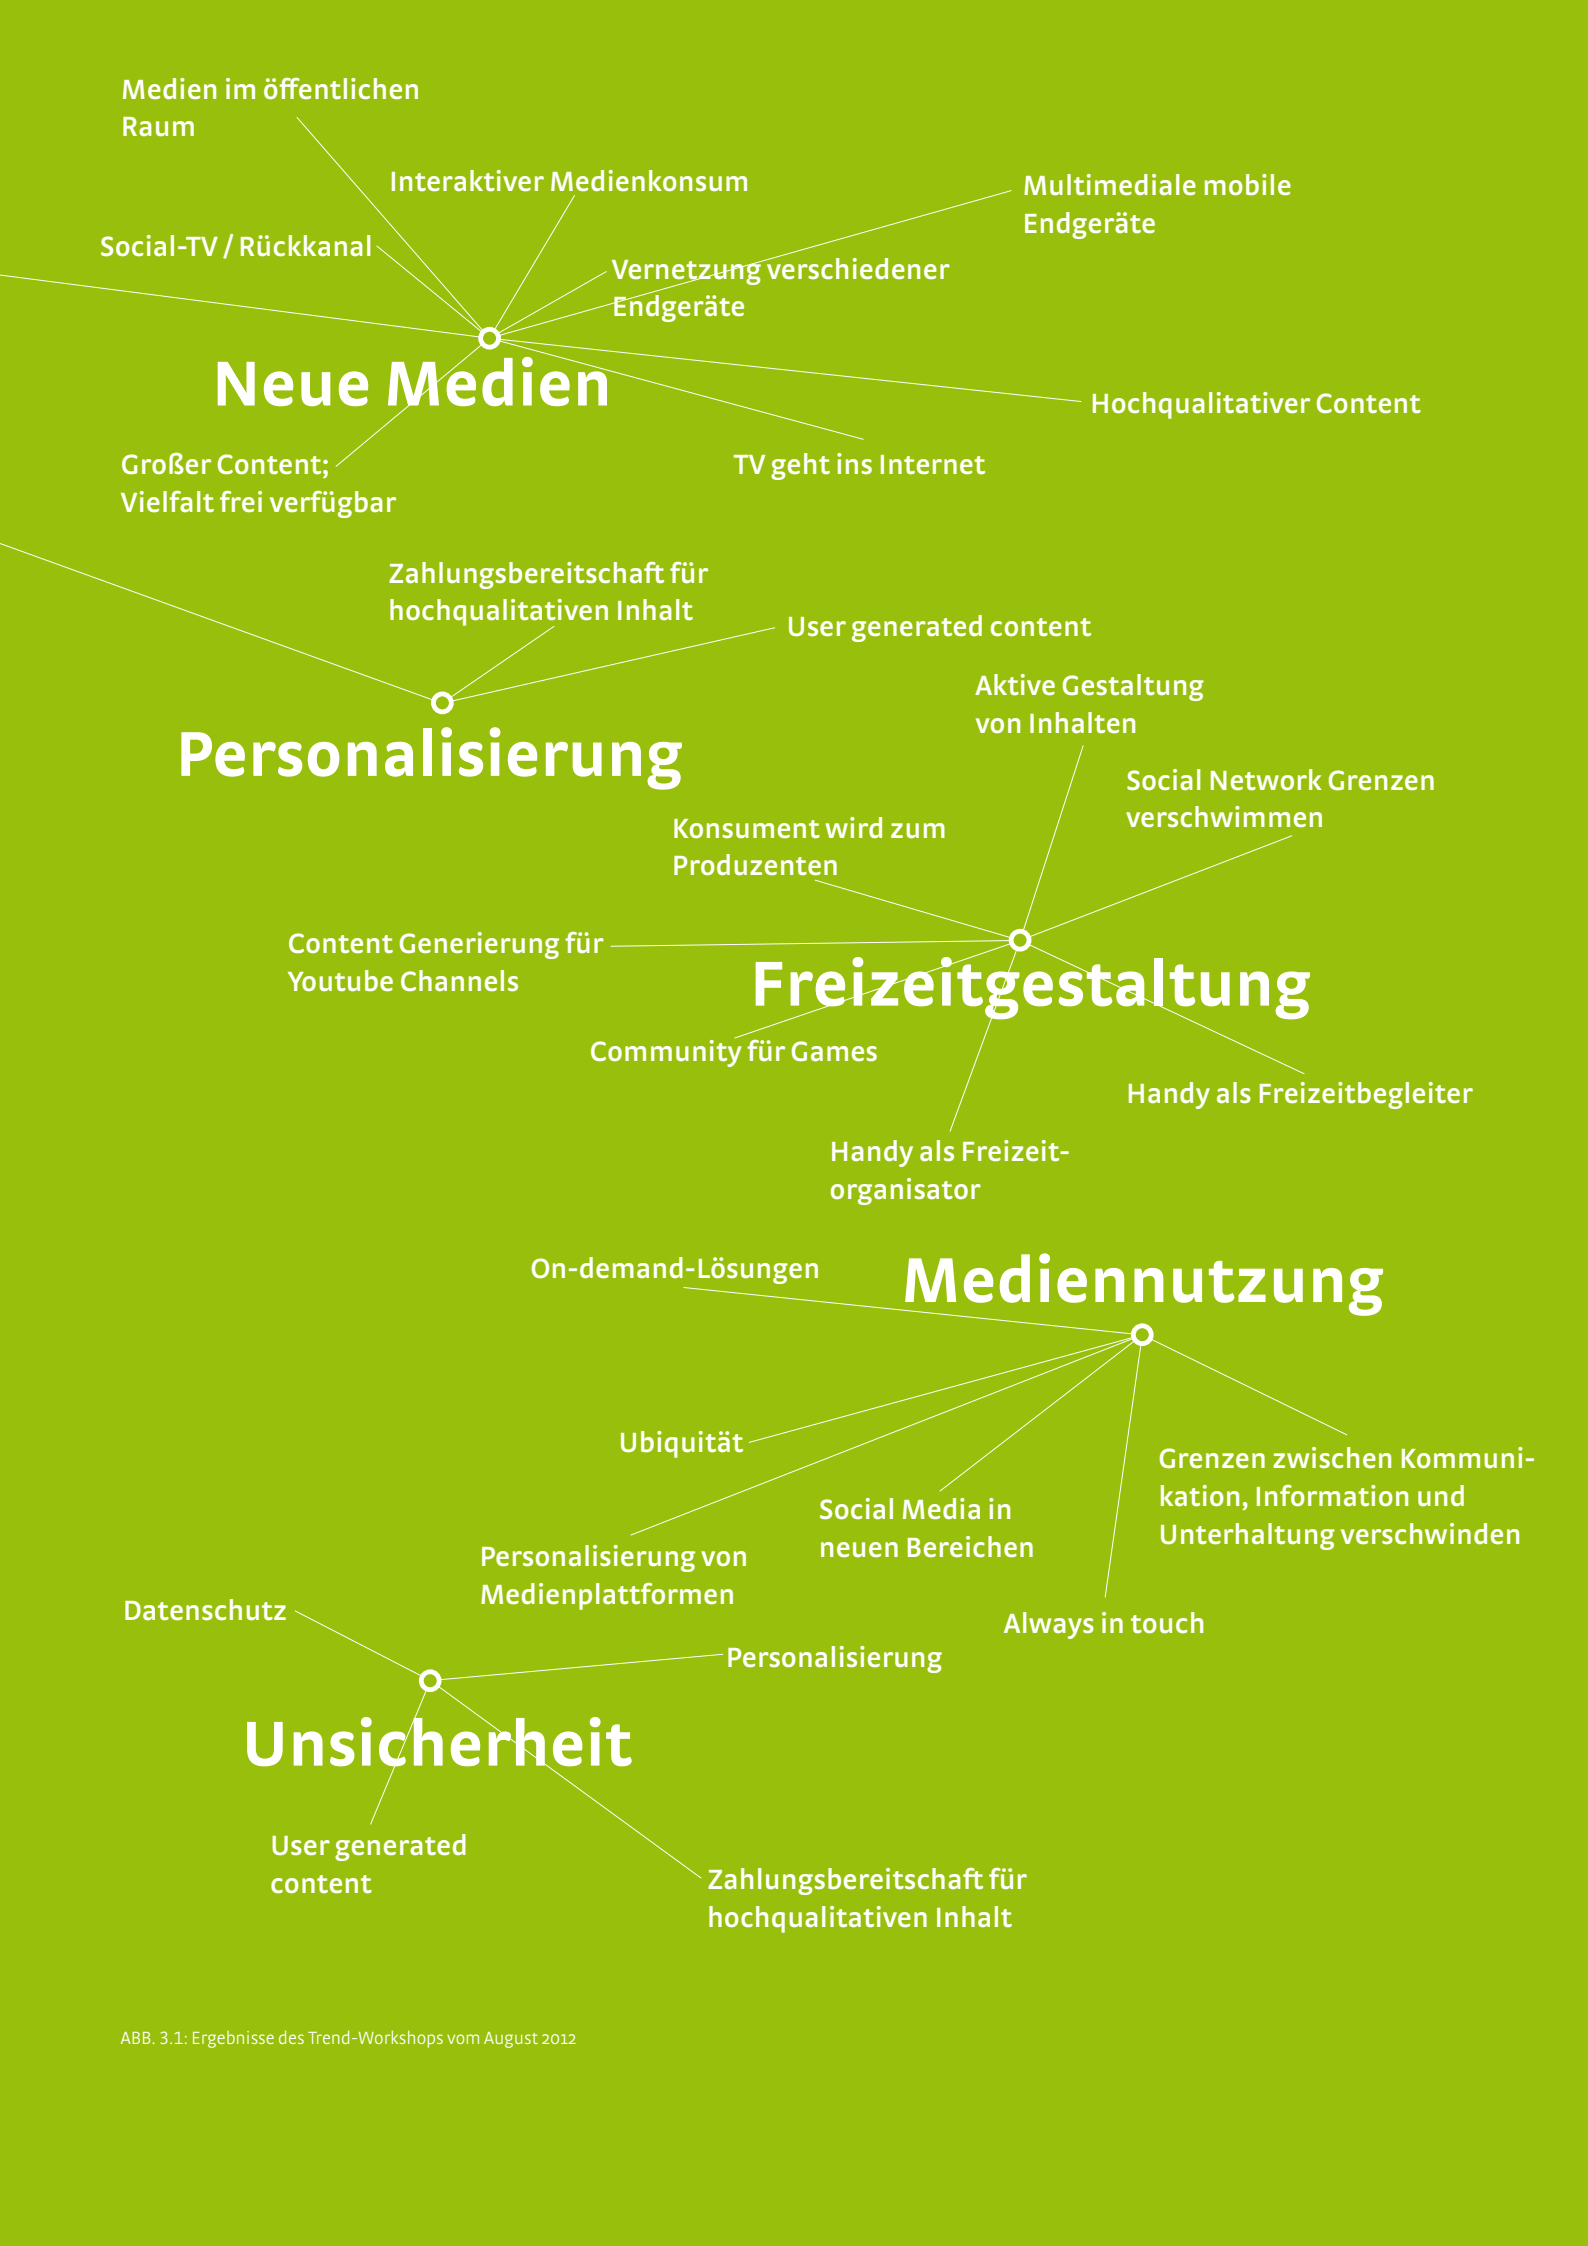 Medien im öffentlichen
Raum
Interaktiver Medienkonsum
Multimediale mobile
Endgeräte
Social-TV / Rückkanal
Vernetzung verschiedener
Endgeräte
Neue Medien
Hochqualitativer Content
Großer Content;
Vielfalt frei verfügbar
TV geht ins Internet
Zahlungsbereitschaft für
hochqualitativen Inhalt
User generated content
Personalisierung
Aktive Gestaltung
von Inhalten
Social Network Grenzen
verschwimmen
Konsument wird zum
Produzenten
Content Generierung für
Youtube Channels
Freizeitgestaltung
Community für Games
Handy als Freizeitbegleiter
Handy als Freizeit-
organisator
On-demand-Lösungen
Mediennutzung
Ubiquität
Grenzen zwischen Kommuni-
kation, Information und
Unterhaltung verschwinden
Social Media in
neuen Bereichen
Personalisierung von
Medienplattformen
Always in touch
Datenschutz
Personalisierung
Unsicherheit
User generated
content
Zahlungsbereitschaft für
hochqualitativen Inhalt
ABB. 3.1: Ergebnisse des Trend-Workshops vom August 2012